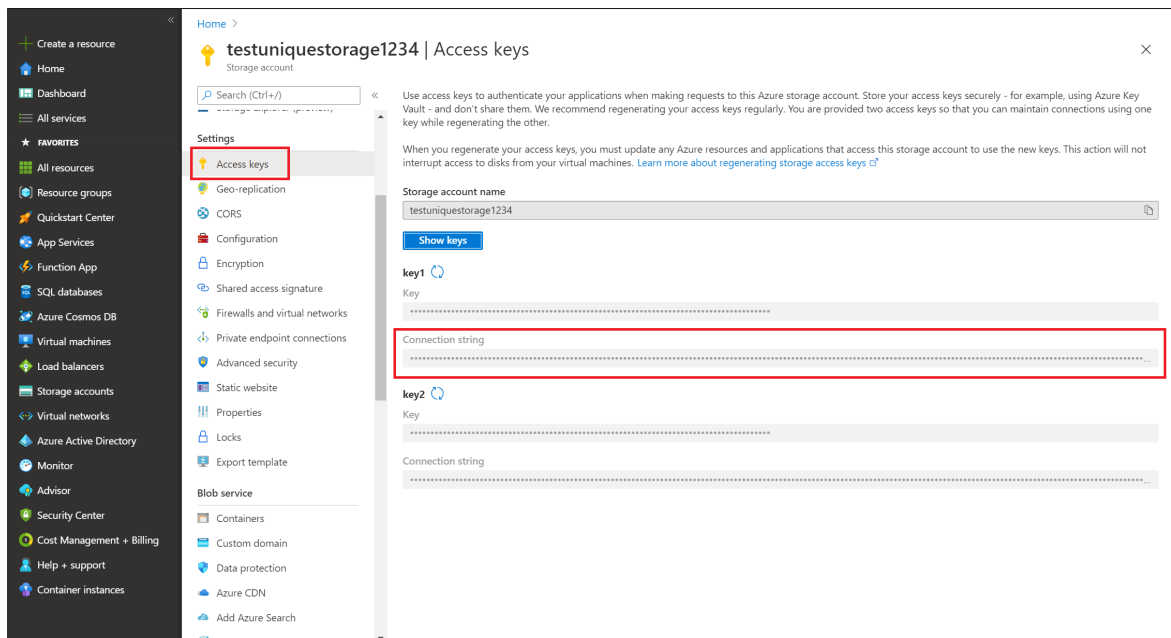 «
Create a resource
Home
Dashboard
All services
FAVORITES
All resources
Resource groups
Quickstart Center
App Services
Function App
SQL databases
Azure Cosmos DB
Virtual machines
Load balancers
Storage accounts
Virtual networks
Azure Active Directory
Monitor
Advisor
Security Center
Cost Management + Billing
Help + support
Container instances
Home >
testuniquestorage1234 | Access keys
Storage account
Search (Ctrl+/)
«
Storage Explorer (preview)
Settings
Access keys
Geo-replication
CORS
Configuration
Encryption
Shared access signature
Firewalls and virtual networks
Private endpoint connections
Advanced security
Static website
Properties
Locks
Export template
Blob service
Containers
Custom domain
Data protection
Azure CDN
Add Azure Search
Use access keys to authenticate your applications when making requests to this Azure storage account. Store your access keys securely - for example, using Azure Key
Vault - and don't share them. We recommend regenerating your access keys regularly. You are provided two access keys so that you can maintain connections using one
key while regenerating the other.
When you regenerate your access keys, you must update any Azure resources and applications that access this storage account to use the new keys. This action will not
interrupt access to disks from your virtual machines. Learn more about regenerating storage access keys
Storage account name
testuniquestorage1234
Show keys
key1
Key
Connection string
key2
Key
Connection string